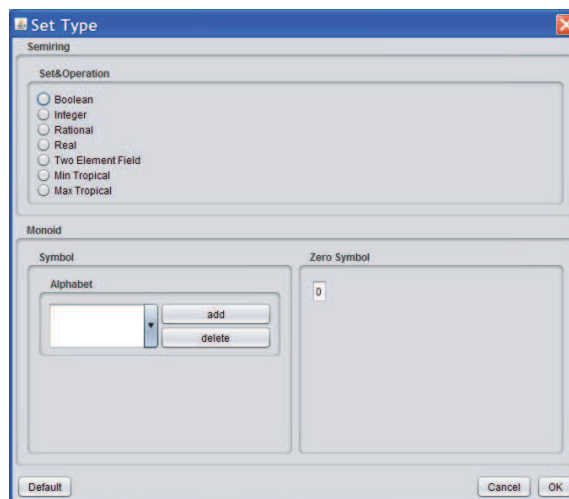 Set Type
Semiring
Set&Operation
Boolean
Integer
Rational
Real
Two Element Field
Min Tropical
Max Tropical
Monoid
Symbol
Zero Symbol
Alphabet
0
add
delete
Default
Cancel
OK